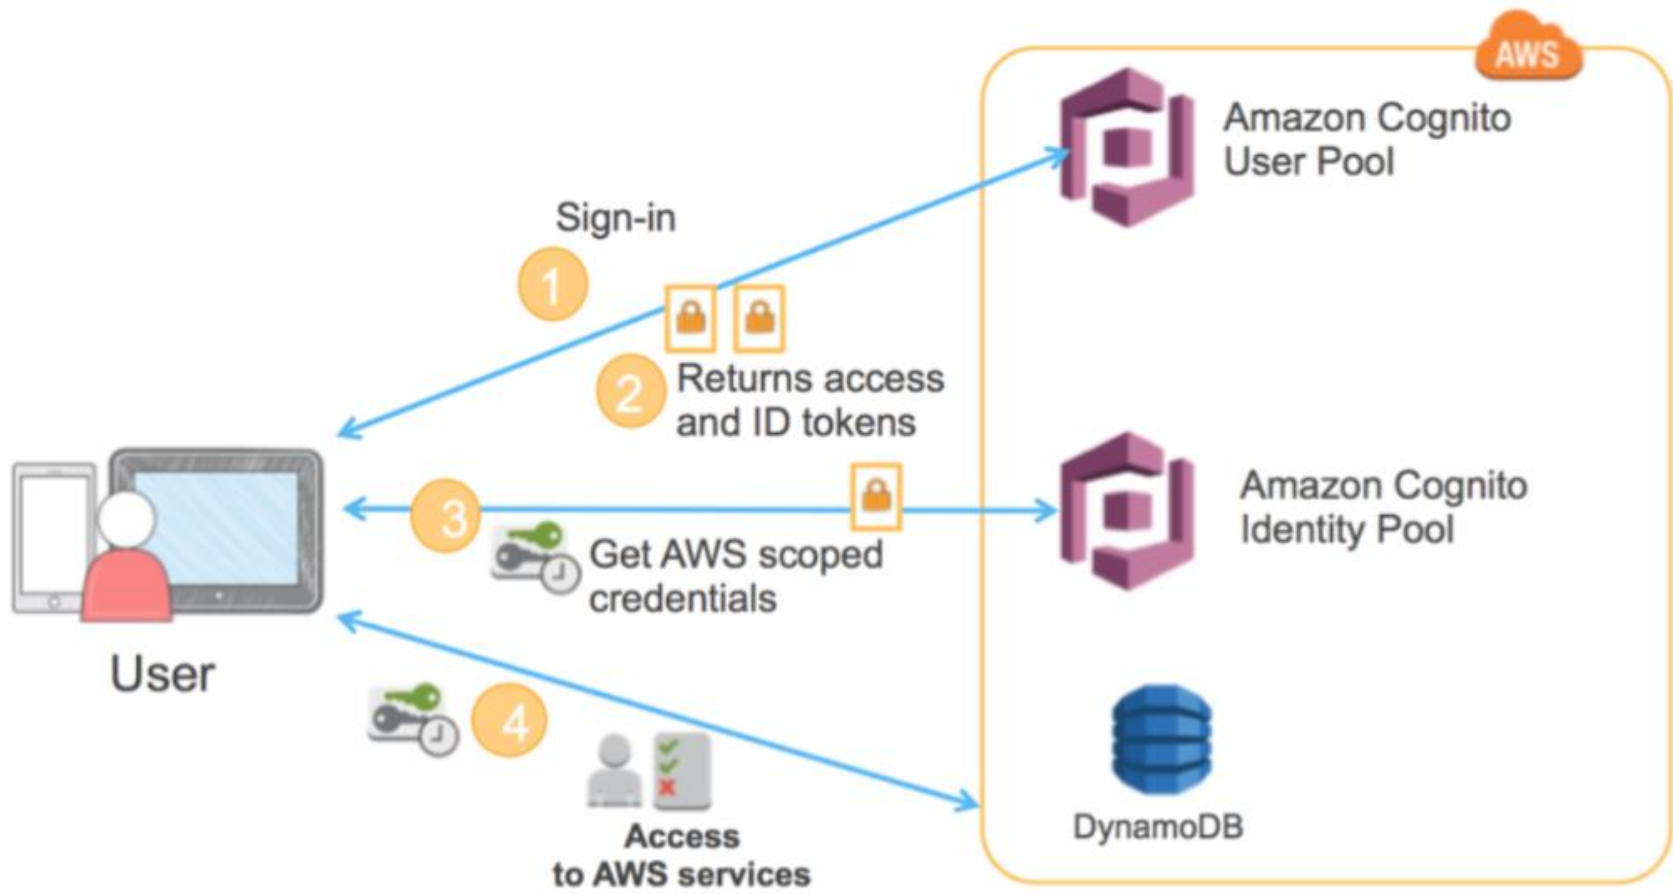 AWS
Amazon Cognito
User Pool
Sign-in
1
2
Returns access
and ID tokens
3
Get AWS scoped
credentials
Amazon Cognito
Identity Pool
User
4
Access
to AWS services
DynamoDB